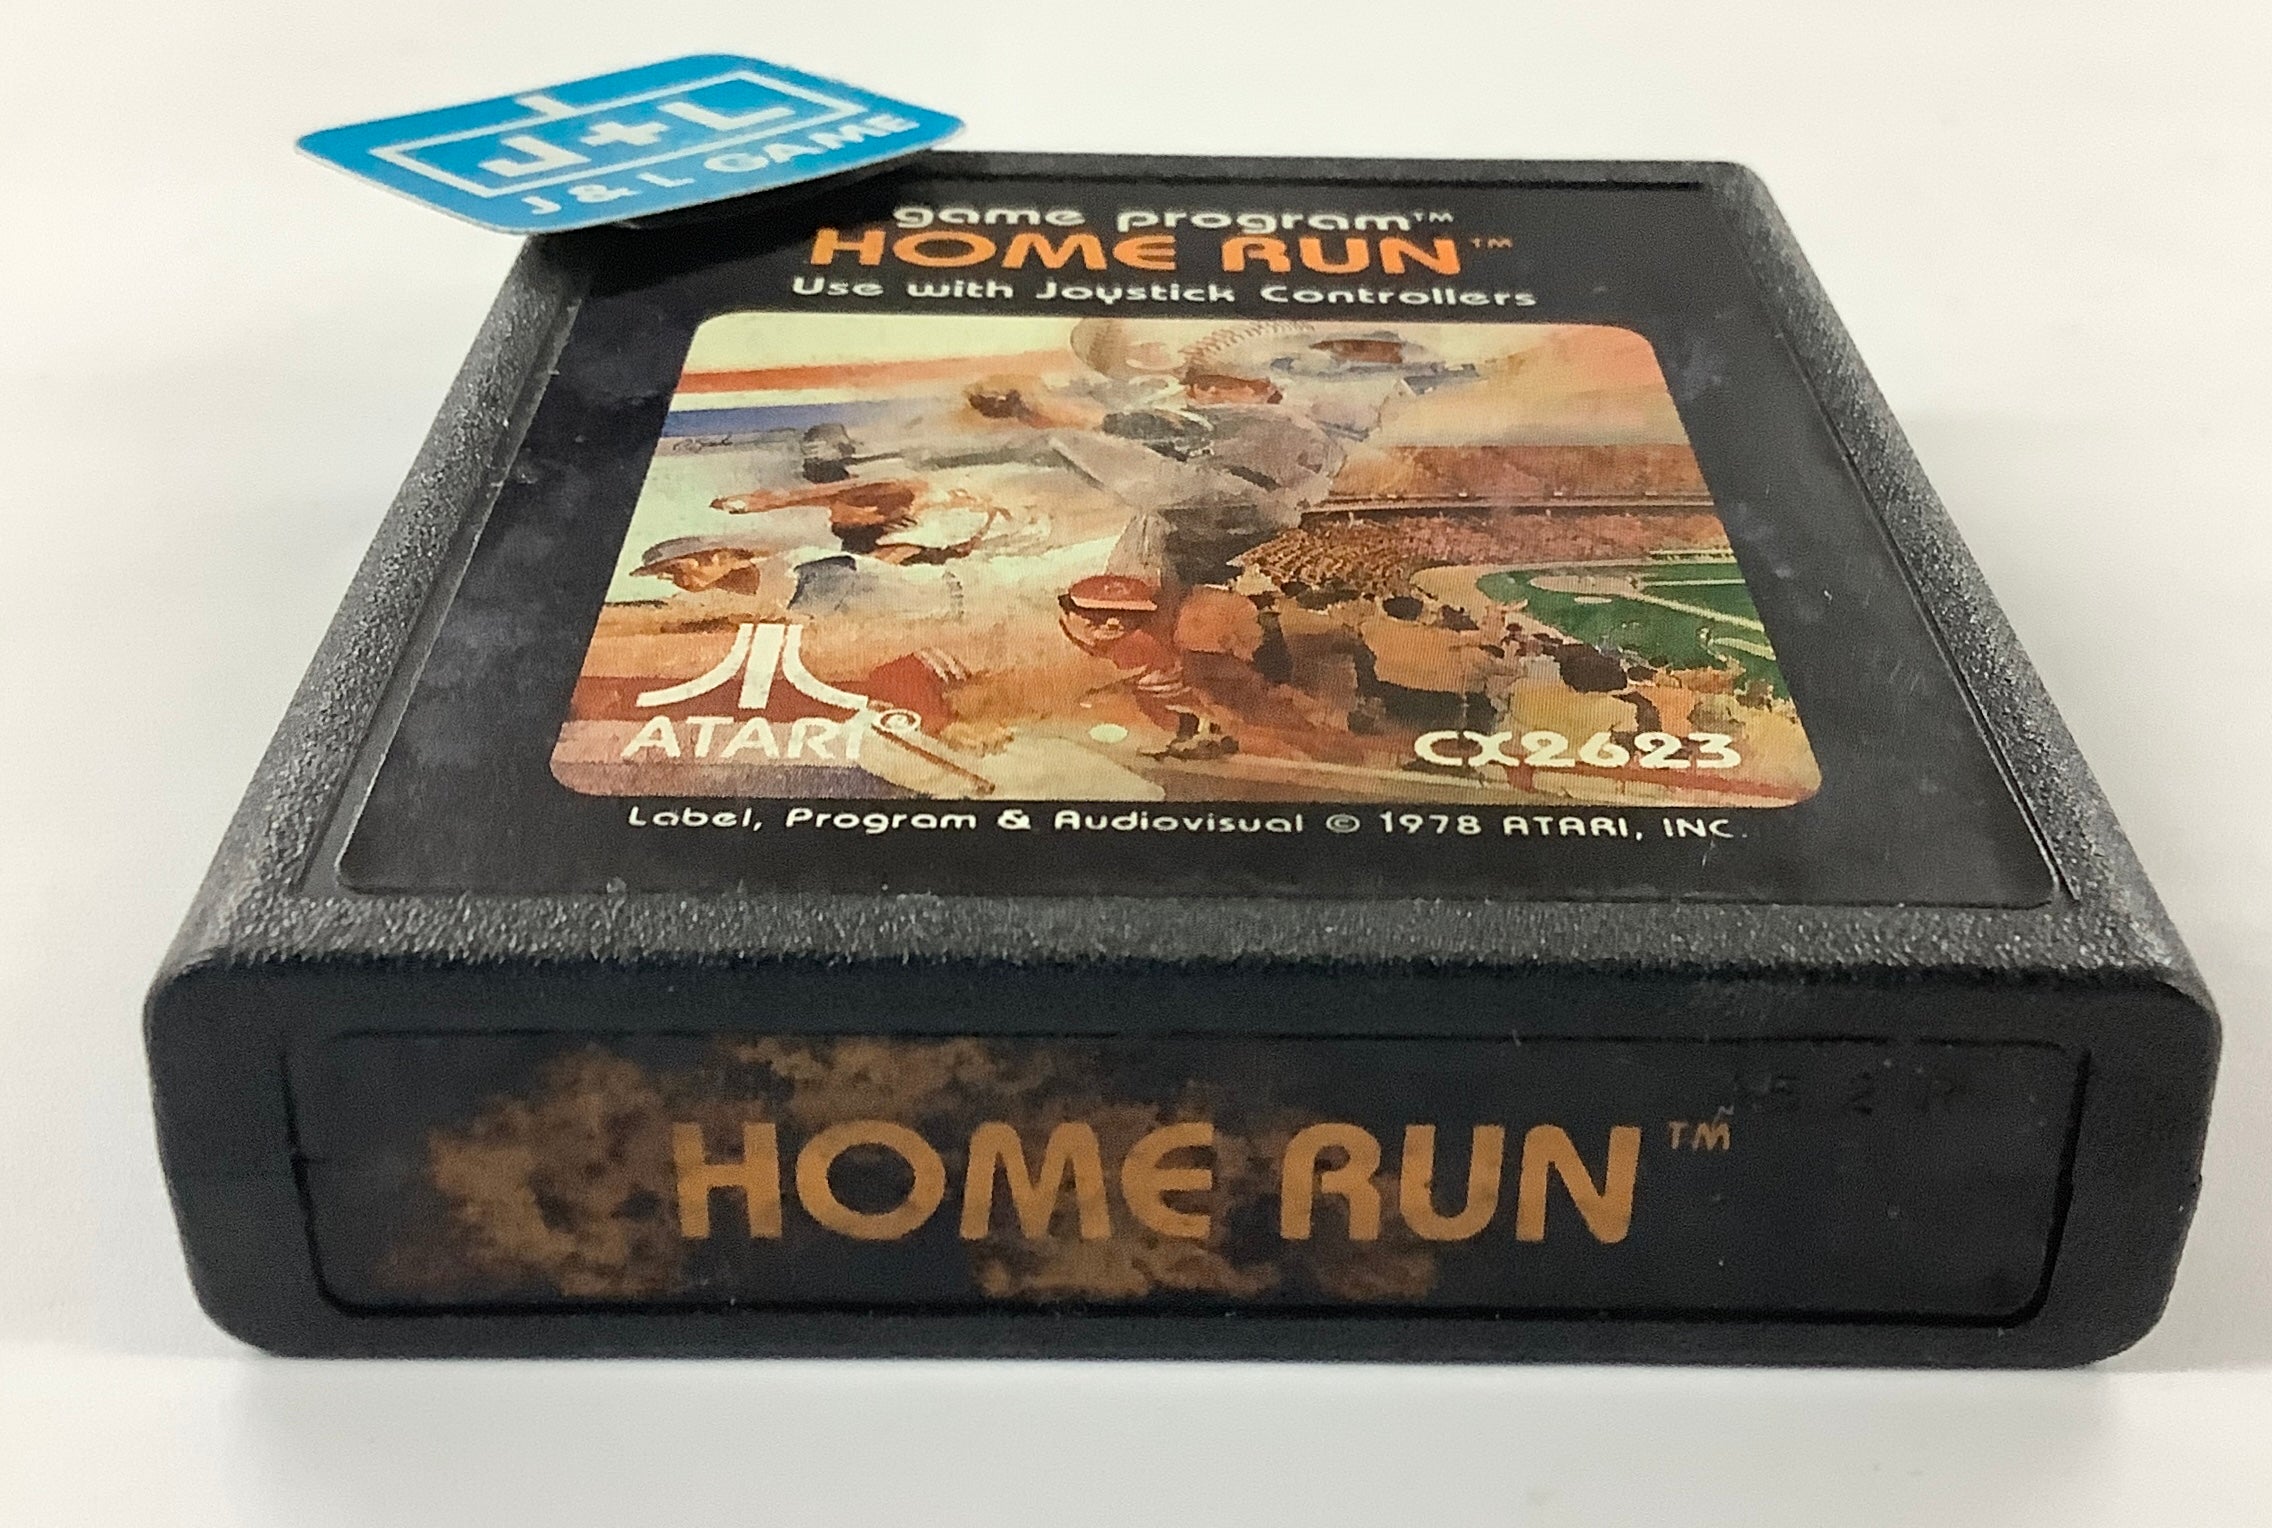 J+L
J & L GAME
game program™
HOME RUN™
Use with Joystick Controllers
ATARI®
CX2623
Label, Program & Audiovisual © 1978 ATARI, INC.
HOME RUN™